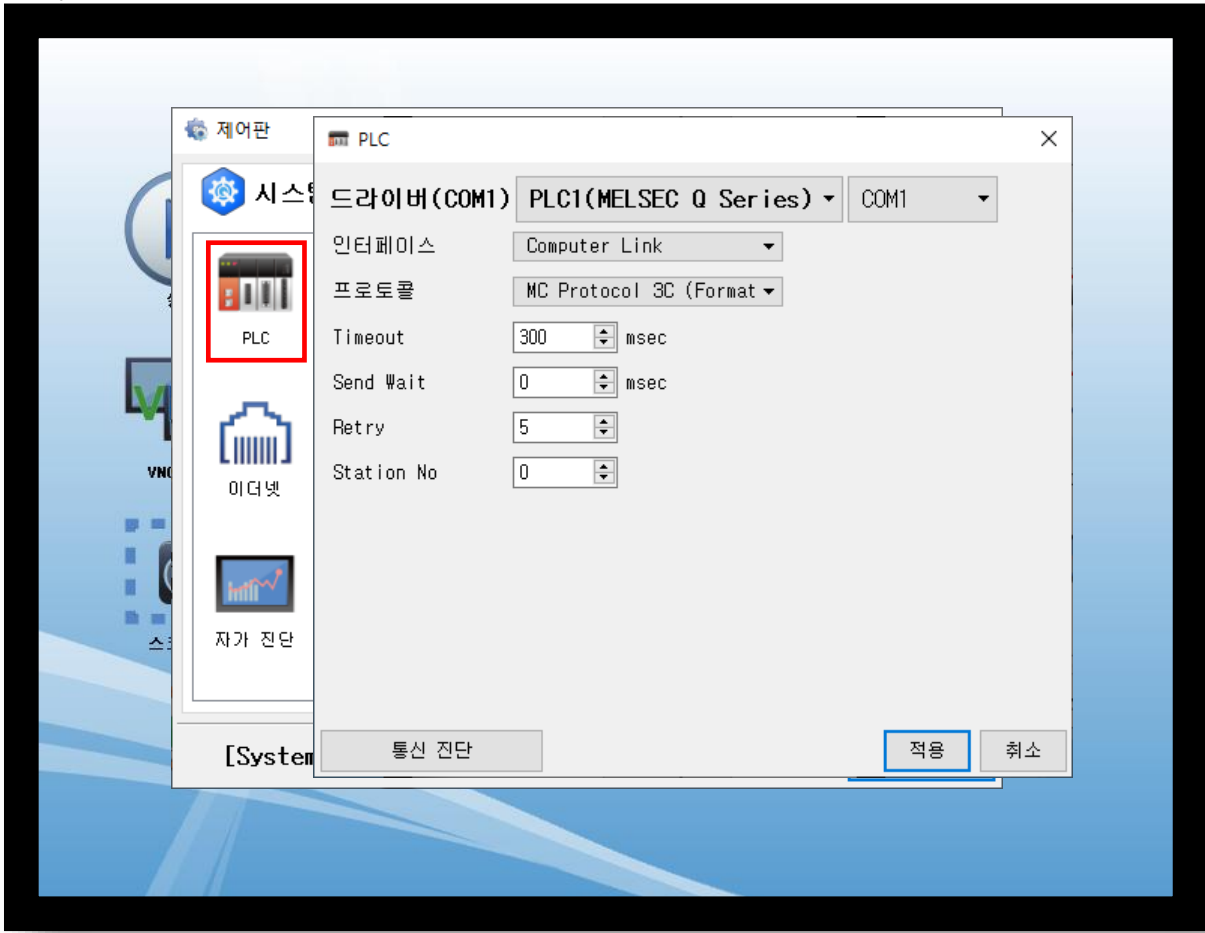 제어판
PLC
시스템
드라이버(COM1) PLC1(MELSEC Q Series) COM1
인터페이스 Computer Link
프로토콜 MC Protocol 3C (Format
Timeout 300 msec
Send Wait 0 msec
Retry 5
Station No 0
PLC
이더넷
자가 진단
[System
통신 진단 적용 취소